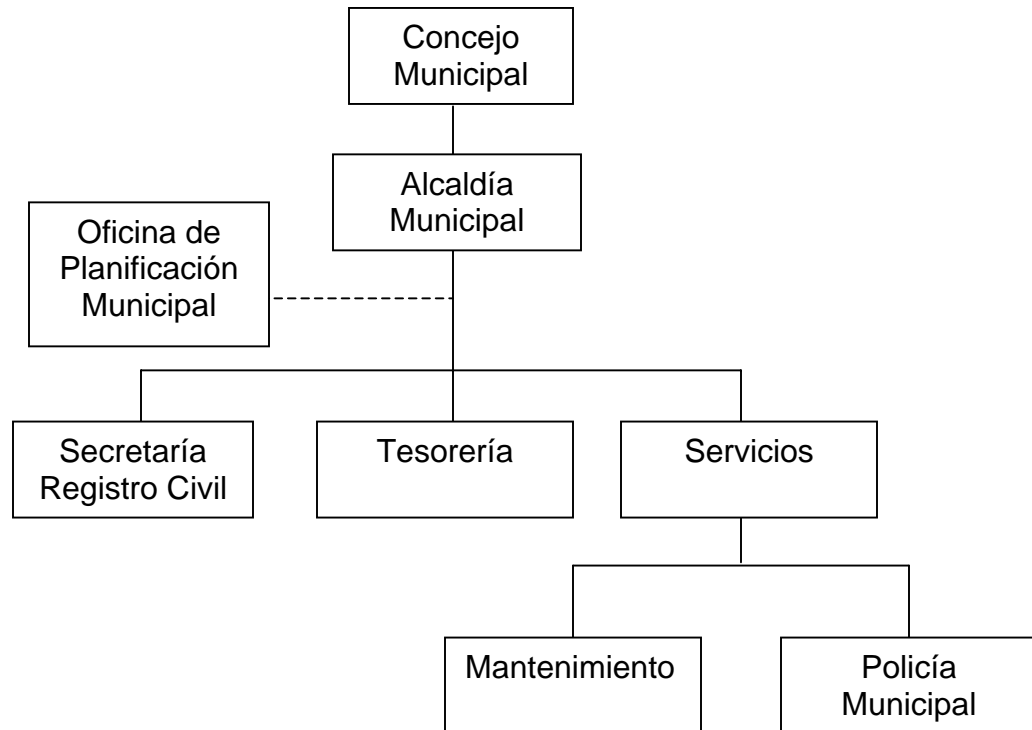 Concejo
Municipal
Alcaldía
Municipal
Oficina de
Planificación
Municipal
Secretaría
Registro Civil
Tesorería
Servicios
Mantenimiento
Policía
Municipal